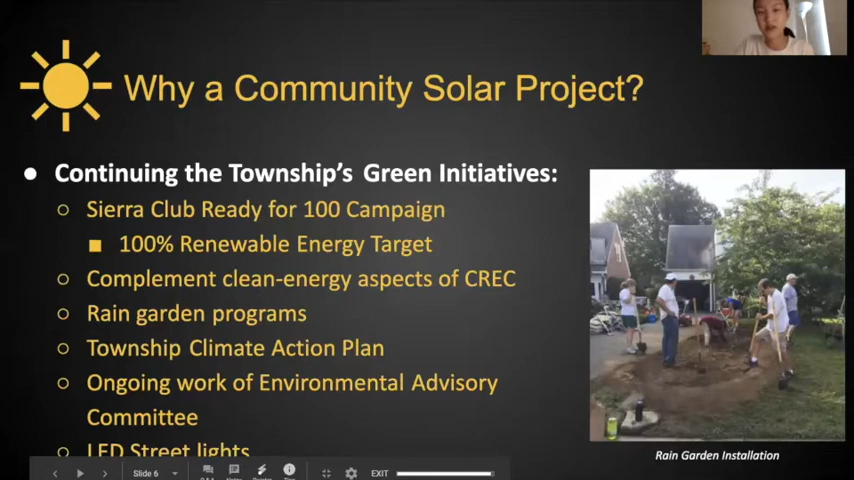 Why a Community Solar Project?
Continuing the Township's Green Initiatives:
Sierra Club Ready for 100 Campaign
100% Renewable Energy Target
Complement clean-energy aspects of CREC
Rain garden programs
Township Climate Action Plan
Ongoing work of Environmental Advisory
Committee
LED Street lights
Rain Garden Installation
Slide 6
EXIT